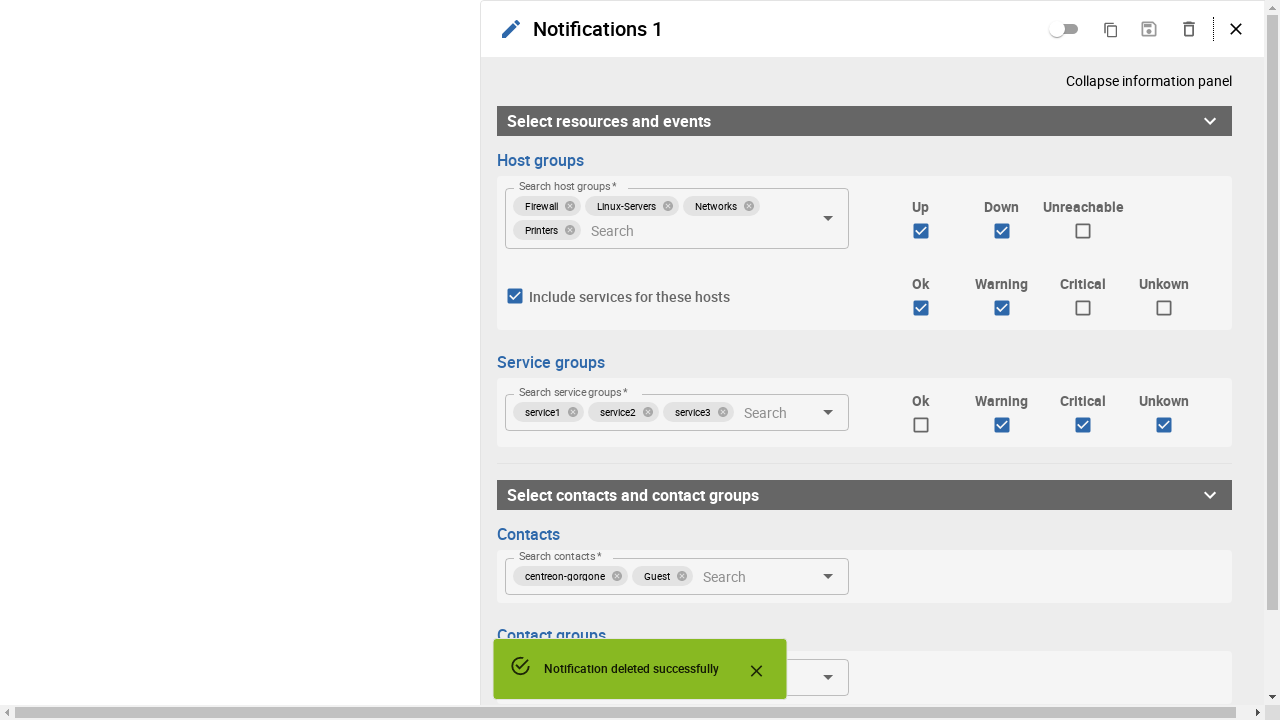 Notifications 1
Collapse information panel
Select resources and events
Host groups
Search host groups *
Firewall Linux-Servers Networks
Printers Search
Up Down Unreachable
Include services for these hosts
Ok Warning Critical Unkown
Service groups
Search service groups *
service1 service2 service3 Search
Ok Warning Critical Unkown
Select contacts and contact groups
Contacts
Search contacts *
centreon-gorgone Guest Search
Contact groups
Notification deleted successfully